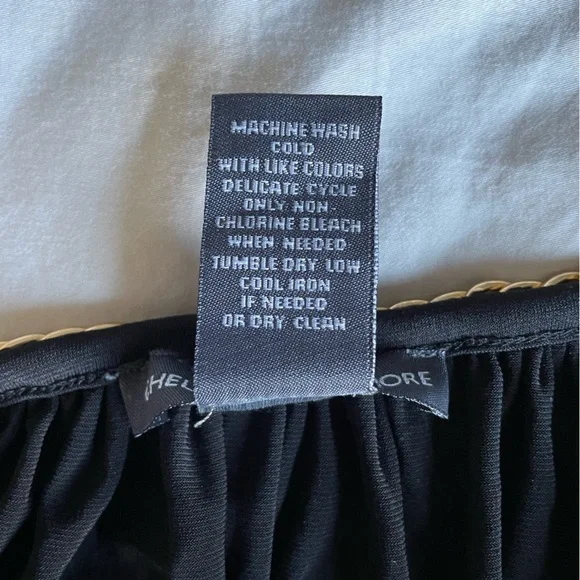 MACHINE WASH
COLD
WITH LIKE COLORS
DELICATE CYCLE
ONLY NON-
CHLORINE BLEACH
WHEN NEEDED
TUMBLE DRY LOW
COOL IRON
IF NEEDED
OR DRY CLEAN